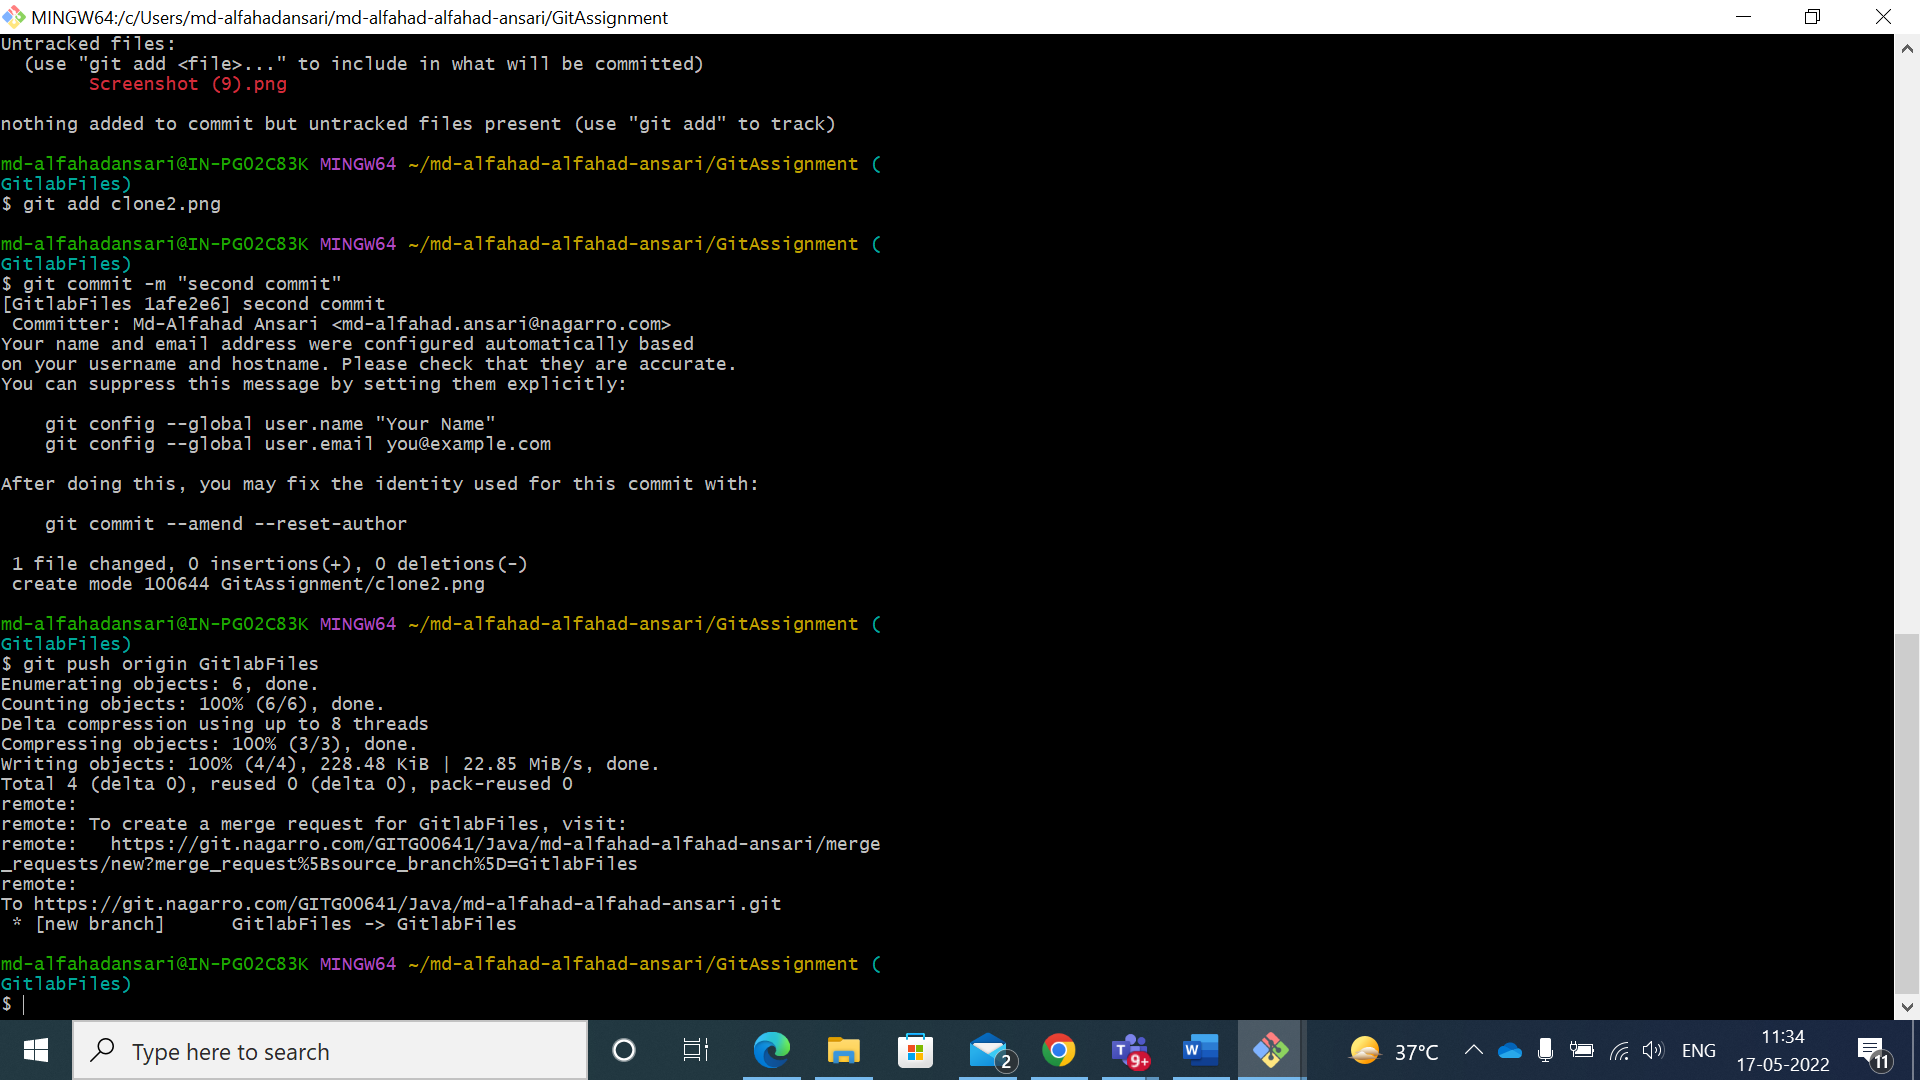 MINGW64:/c/Users/md-alfahadansari/md-alfahad-alfahad-ansari/GitAssignment
Untracked files:
  (use "git add <file>..." to include in what will be committed)
        Screenshot (9).png

nothing added to commit but untracked files present (use "git add" to track)

md-alfahadansari@IN-PG02C83K MINGW64 ~/md-alfahad-alfahad-ansari/GitAssignment (
GitlabFiles)
$ git add clone2.png

md-alfahadansari@IN-PG02C83K MINGW64 ~/md-alfahad-alfahad-ansari/GitAssignment (
GitlabFiles)
$ git commit -m "second commit"
[GitlabFiles 1afe2e6] second commit
 Committer: Md-Alfahad Ansari <md-alfahad.ansari@nagarro.com>
Your name and email address were configured automatically based
on your username and hostname. Please check that they are accurate.
You can suppress this message by setting them explicitly:

    git config --global user.name "Your Name"
    git config --global user.email you@example.com

After doing this, you may fix the identity used for this commit with:

    git commit --amend --reset-author

 1 file changed, 0 insertions(+), 0 deletions(-)
 create mode 100644 GitAssignment/clone2.png

md-alfahadansari@IN-PG02C83K MINGW64 ~/md-alfahad-alfahad-ansari/GitAssignment (
GitlabFiles)
$ git push origin GitlabFiles
Enumerating objects: 6, done.
Counting objects: 100% (6/6), done.
Delta compression using up to 8 threads
Compressing objects: 100% (3/3), done.
Writing objects: 100% (4/4), 228.48 KiB | 22.85 MiB/s, done.
Total 4 (delta 0), reused 0 (delta 0), pack-reused 0
remote:
remote: To create a merge request for GitlabFiles, visit:
remote:   https://git.nagarro.com/GITG00641/Java/md-alfahad-alfahad-ansari/merge
_requests/new?merge_request%5Bsource_branch%5D=GitlabFiles
remote:
To https://git.nagarro.com/GITG00641/Java/md-alfahad-alfahad-ansari.git
 * [new branch]      GitlabFiles -> GitlabFiles

md-alfahadansari@IN-PG02C83K MINGW64 ~/md-alfahad-alfahad-ansari/GitAssignment (
GitlabFiles)
$
Type here to search
2
9+
W
37°C
ENG
11:34
17-05-2022
11